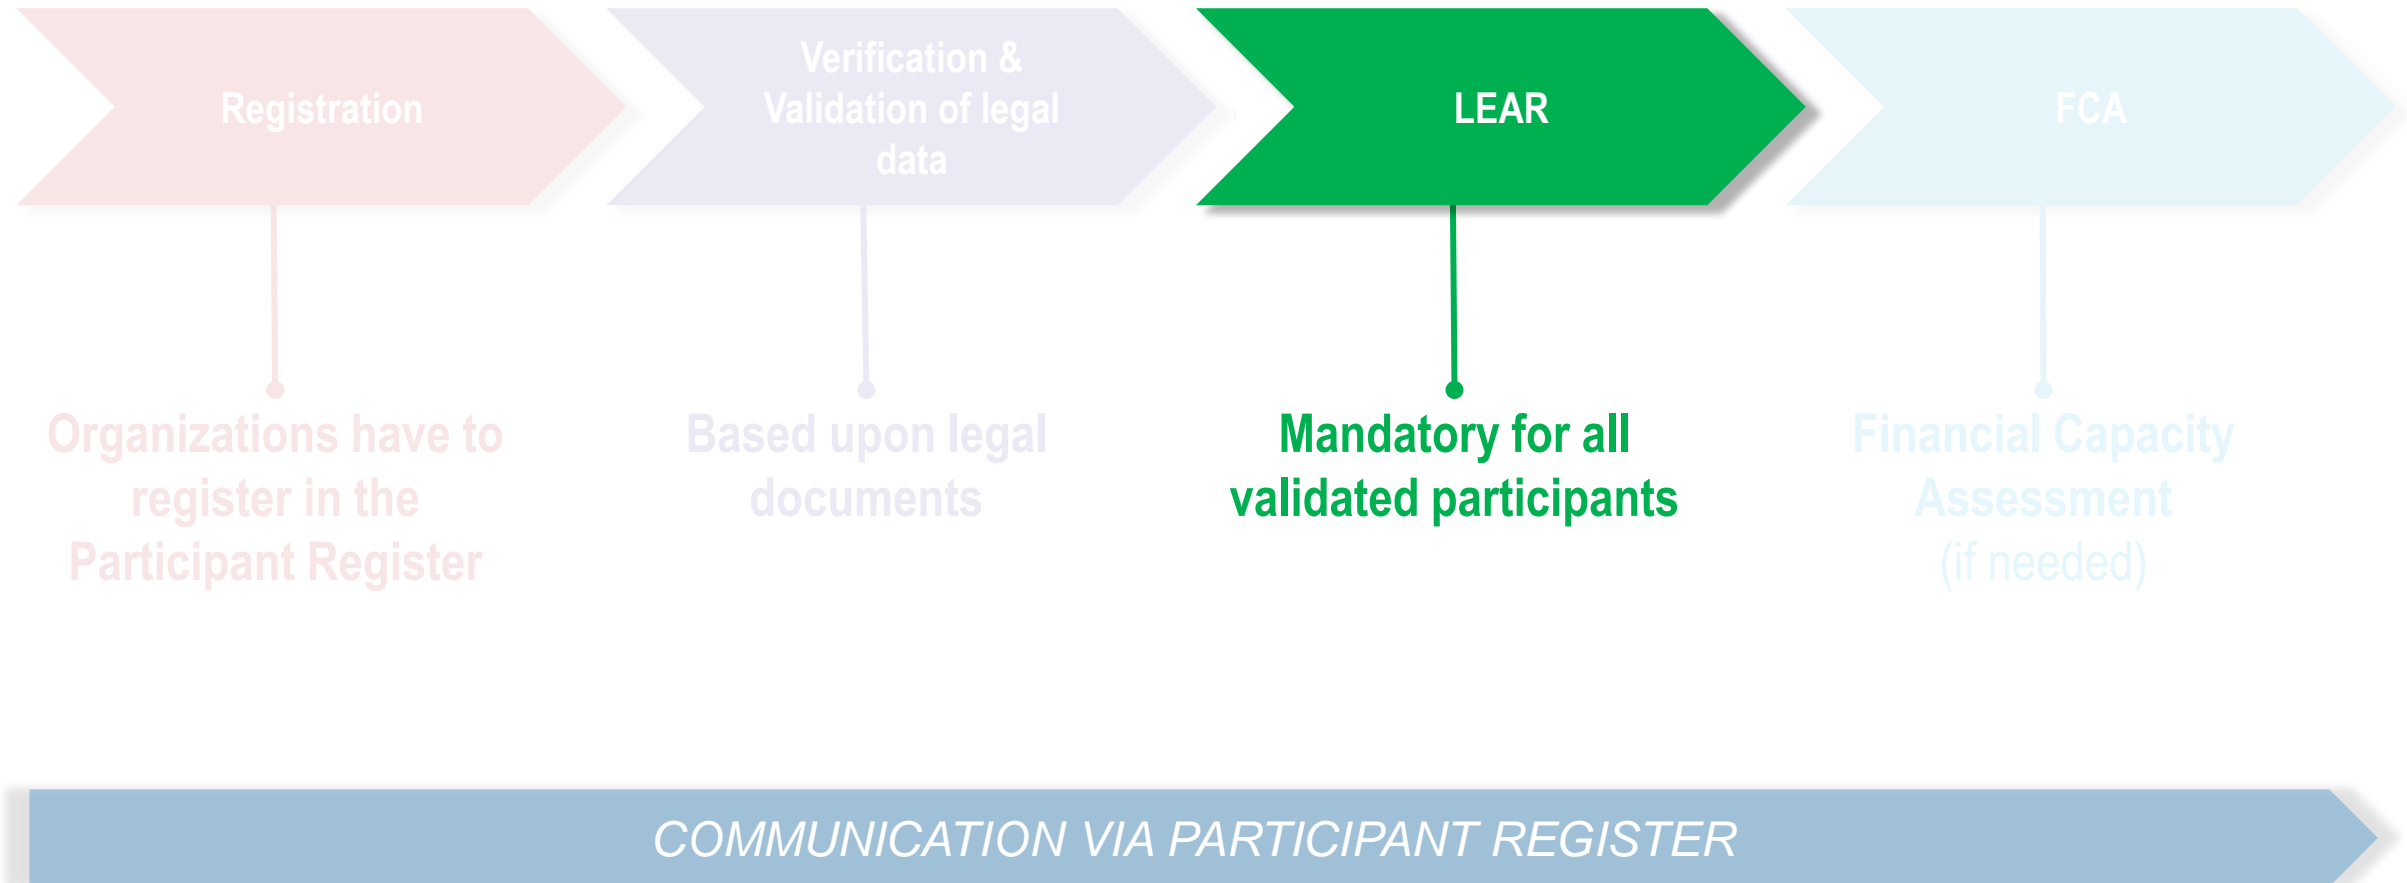 Registration
Verification &
Validation of legal
data
LEAR
FCA
Organizations have to
register in the
Participant Register
Based upon legal
documents
Mandatory for all
validated participants
Financial Capacity
Assessment
(if needed)
COMMUNICATION VIA PARTICIPANT REGISTER